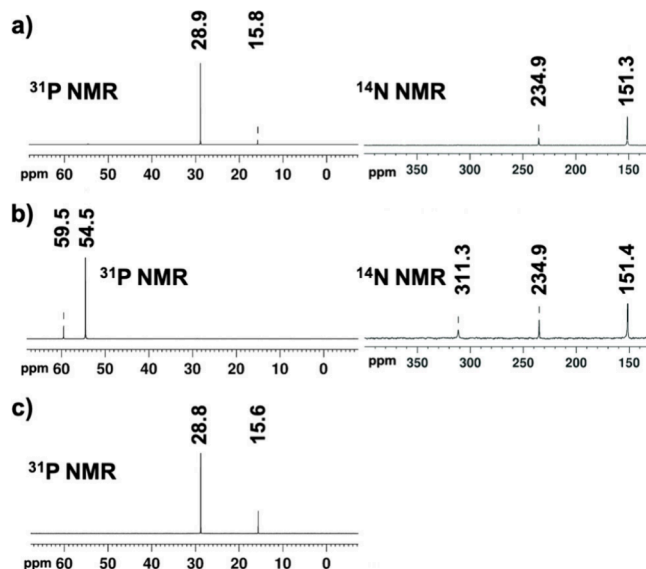 a)
28.9
15.8
³¹P NMR
¹⁴N NMR
234.9
151.3
ppm 60 50 40 30 20 10 0
ppm 350 300 250 200 150
b)
59.5
54.5
³¹P NMR
¹⁴N NMR
311.3
234.9
151.4
ppm 60 50 40 30 20 10 0
ppm 350 300 250 200 150
c)
28.8
15.6
³¹P NMR
ppm 60 50 40 30 20 10 0